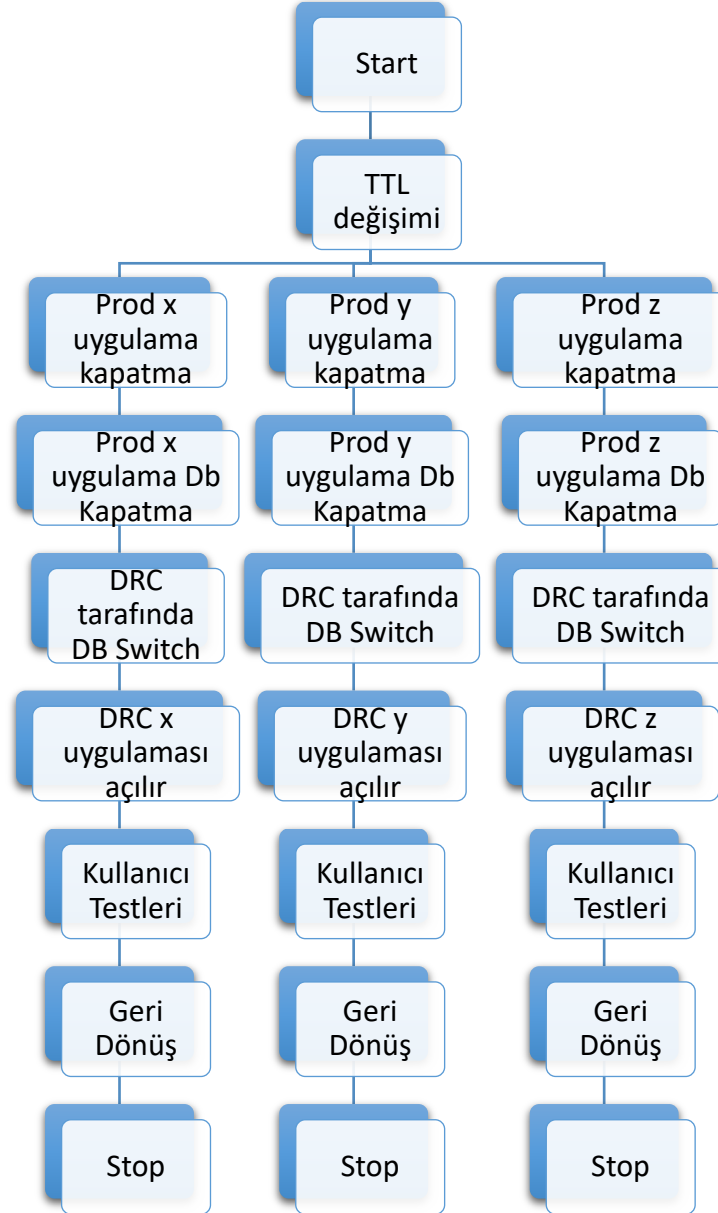 Start
TTL
değişimi
Prod x
uygulama
kapatma
Prod y
uygulama
kapatma
Prod z
uygulama
kapatma
Prod x
uygulama Db
Kapatma
Prod y
uygulama Db
Kapatma
Prod z
uygulama Db
Kapatma
DRC
tarafında
DB Switch
DRC tarafında
DB Switch
DRC tarafında
DB Switch
DRC x
uygulaması
açılır
DRC y
uygulaması
açılır
DRC z
uygulaması
açılır
Kullanıcı
Testleri
Kullanıcı
Testleri
Kullanıcı
Testleri
Geri
Dönüş
Geri
Dönüş
Geri
Dönüş
Stop
Stop
Stop